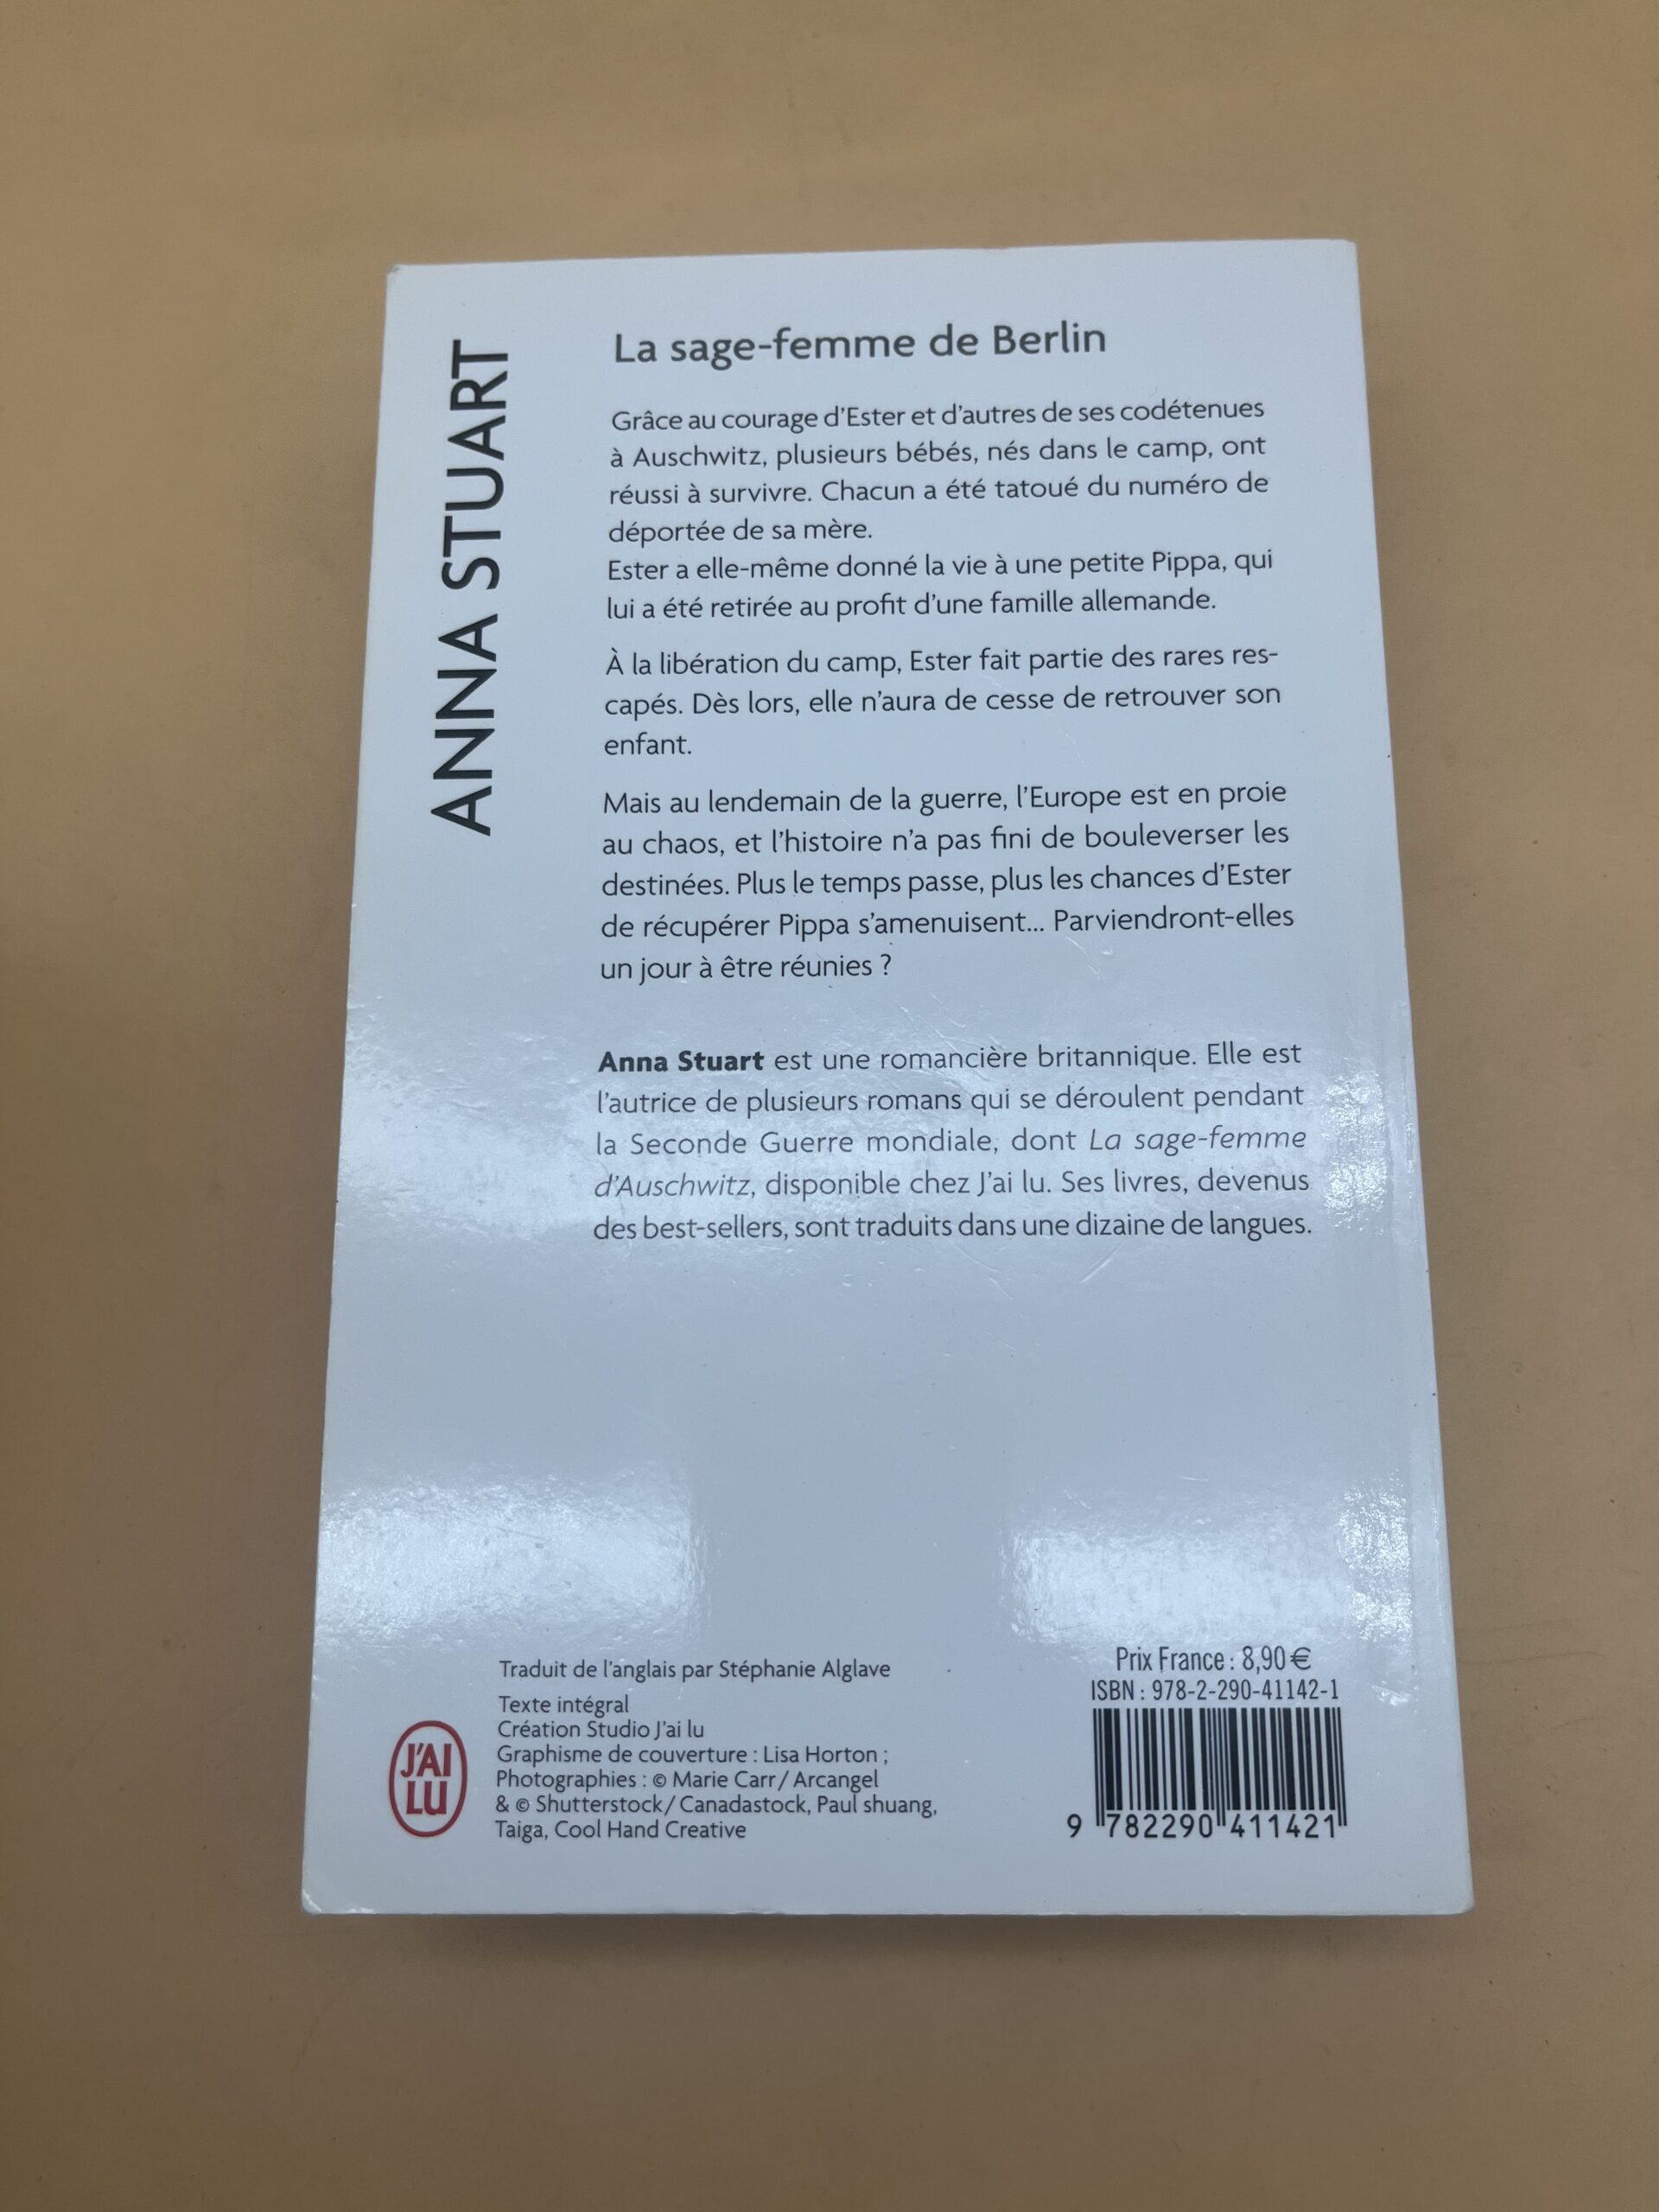 ANNA STUART
La sage-femme de Berlin
Grâce au courage d'Ester et d'autres de ses codétenues
à Auschwitz, plusieurs bébés, nés dans le camp, ont
réussi à survivre. Chacun a été tatoué du numéro de
déportée de sa mère.
Ester a elle-même donné la vie à une petite Pippa, qui
lui a été retirée au profit d'une famille allemande.
À la libération du camp, Ester fait partie des rares res-
capés. Dès lors, elle n'aura de cesse de retrouver son
enfant.
Mais au lendemain de la guerre, l'Europe est en proie
au chaos, et l'histoire n'a pas fini de bouleverser les
destinées. Plus le temps passe, plus les chances d'Ester
de récupérer Pippa s'amenuisent... Parviendront-elles
un jour à être réunies ?
Anna Stuart est une romancière britannique. Elle est
l'autrice de plusieurs romans qui se déroulent pendant
la Seconde Guerre mondiale, dont La sage-femme
d'Auschwitz, disponible chez J'ai lu. Ses livres, devenus
des best-sellers, sont traduits dans une dizaine de langues.
Traduit de l'anglais par Stéphanie Alglave
Texte intégral
Création Studio J'ai lu
Graphisme de couverture : Lisa Horton ;
Photographies : © Marie Carr / Arcangel
& © Shutterstock / Canadastock, Paul shuang,
Taiga, Cool Hand Creative
J'AI
LU
Prix France : 8,90 €
ISBN : 978-2-290-41142-1
9 782290 411421